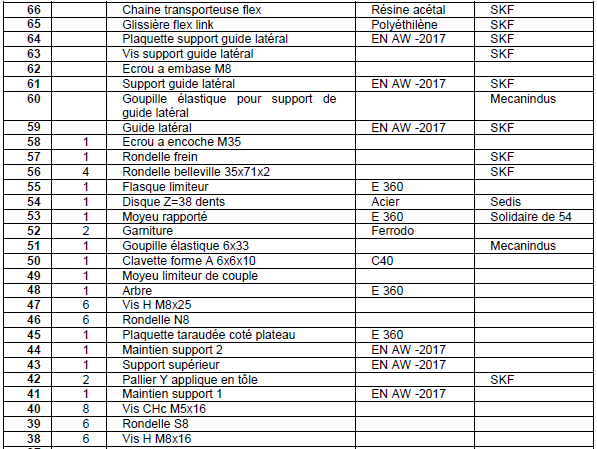 66 Chaine transporteuse flex Résine acétal SKF
65 Glissière flex link Polyéthilène SKF
64 Plaquette support guide latéral EN AW -2017 SKF
63 Vis support guide latéral SKF
62 Ecrou a embase M8
61 Support guide latéral EN AW -2017 SKF
60 Goupille élastique pour support de Mecanindus
guide latéral
59 Guide latéral EN AW -2017 SKF
58 1 Ecrou a encoche M35
57 1 Rondelle frein SKF
56 4 Rondelle belleville 35x71x2 SKF
55 1 Flasque limiteur E 360
54 1 Disque Z=38 dents Acier Sedis
53 1 Moyeu rapporté E 360 Solidaire de 54
52 2 Garniture Ferrodo
51 1 Goupille élastique 6x33 Mecanindus
50 1 Clavette forme A 6x6x10 C40
49 1 Moyeu limiteur de couple
48 1 Arbre E 360
47 6 Vis H M8x25
46 6 Rondelle N8
45 1 Plaquette taraudée coté plateau E 360
44 1 Maintien support 2 EN AW -2017
43 1 Support supérieur EN AW -2017
42 2 Pallier Y applique en tôle SKF
41 1 Maintien support 1 EN AW -2017
40 8 Vis CHc M5x16
39 6 Rondelle S8
38 6 Vis H M8x16